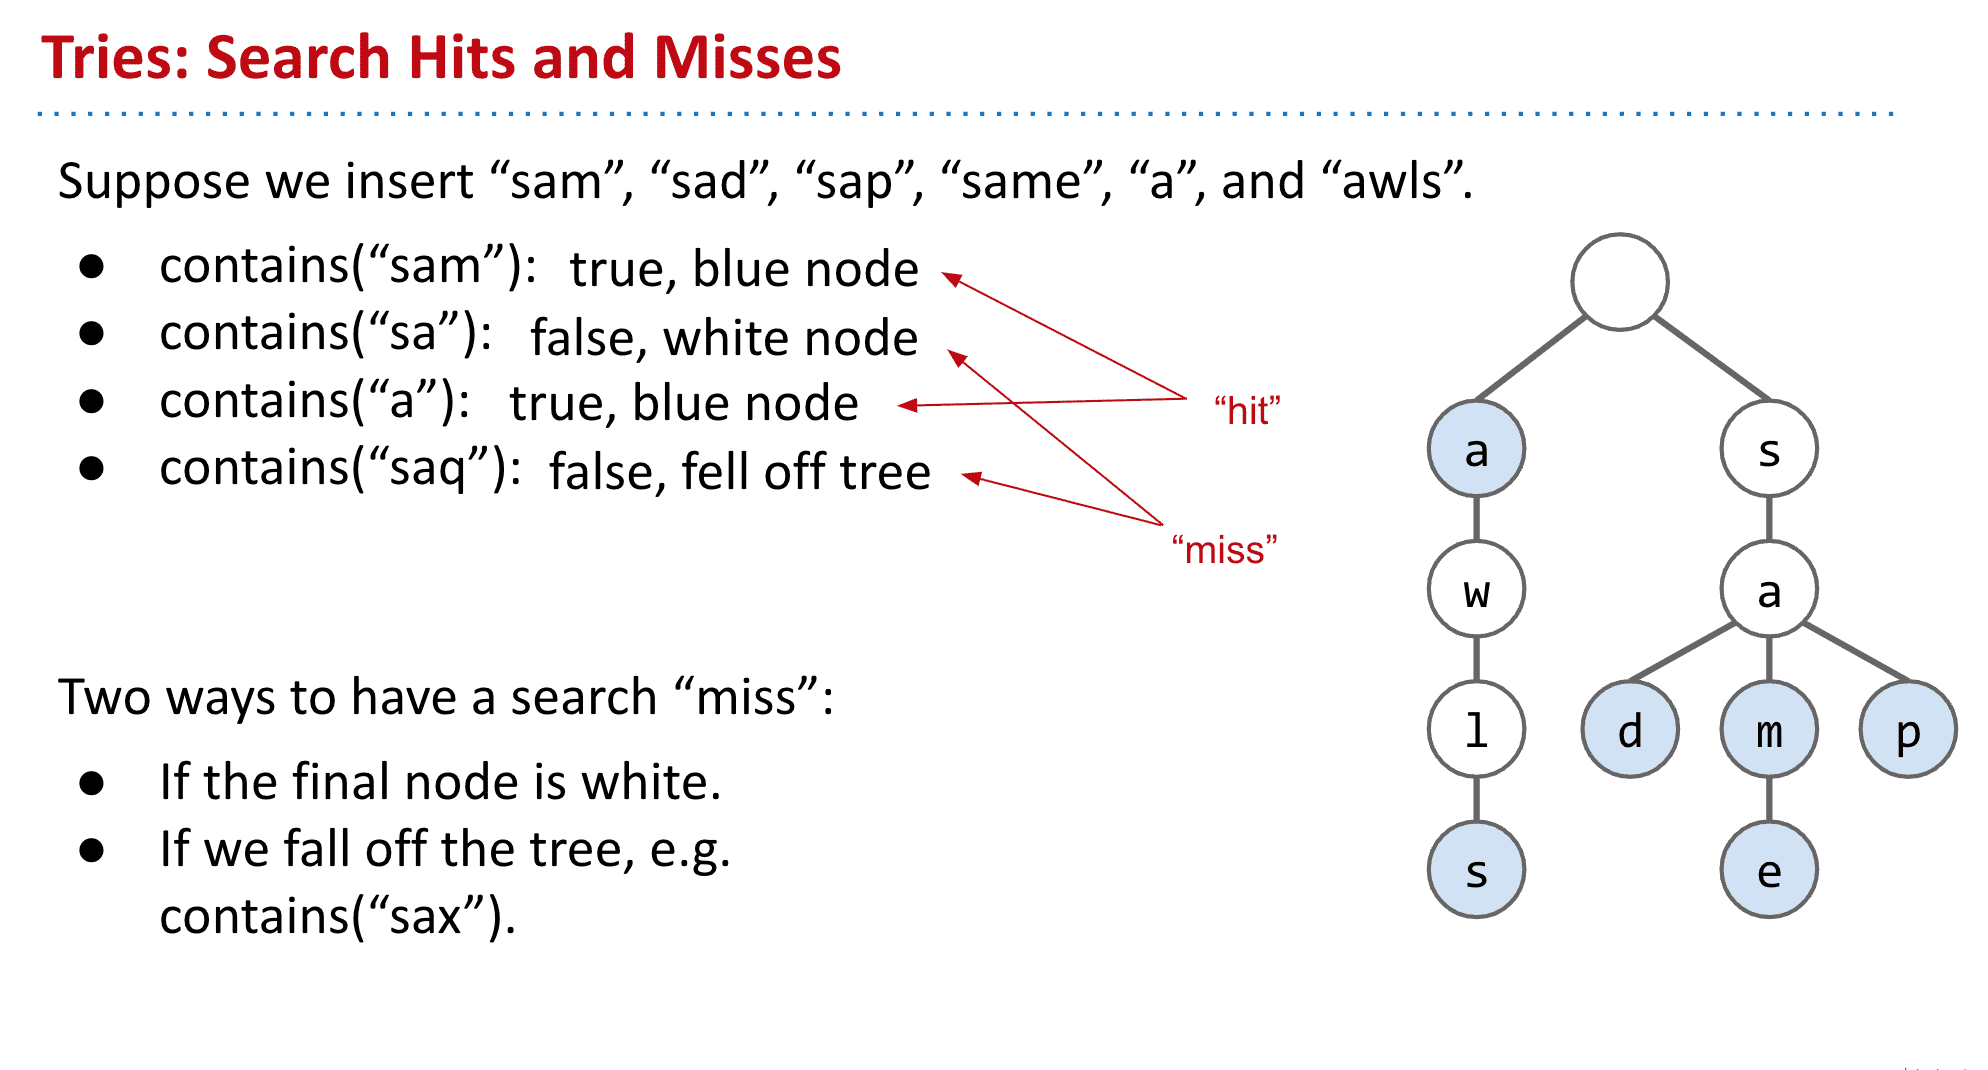 Tries: Search Hits and Misses
Suppose we insert “sam”, “sad”, “sap”, “same”, “a”, and “awls”.
● contains(“sam”): true, blue node
● contains(“sa”): false, white node
● contains(“a”): true, blue node
● contains(“saq”): false, fell off tree
“hit”
“miss”
Two ways to have a search “miss”:
● If the final node is white.
● If we fall off the tree, e.g.
contains(“sax”).
a s
w a
l d m p
s e